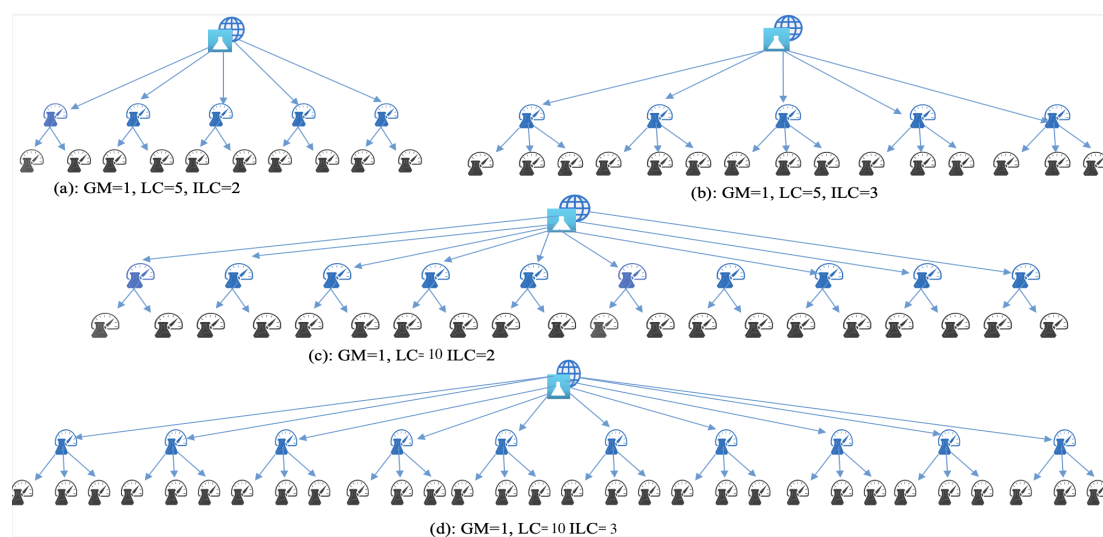 (a): GM=1, LC=5, ILC=2
(b): GM=1, LC=5, ILC=3
(c): GM=1, LC= 10 ILC=2
(d): GM=1, LC= 10 ILC= 3